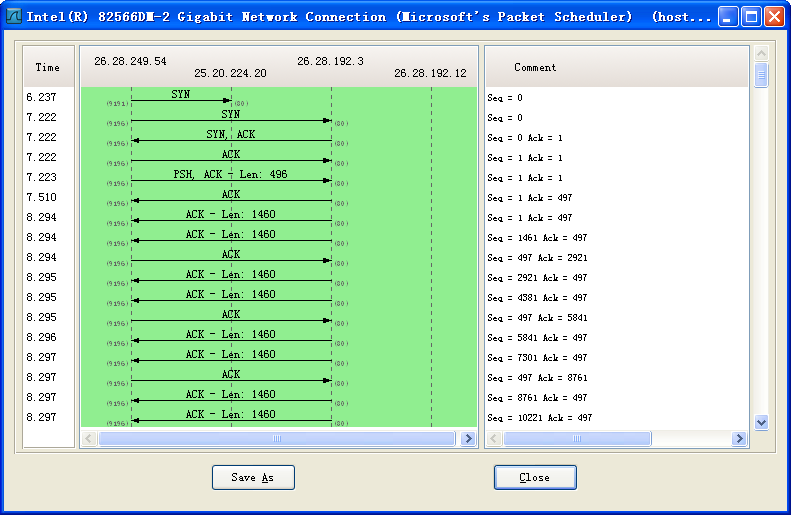 Intel(R) 82566DM-2 Gigabit Network Connection (Microsoft's Packet Scheduler) (host...
Time
26.28.249.54
26.28.192.3
25.20.224.20
26.28.192.12
Comment
6.237 SYN (9191) (80) Seq = 0
7.222 SYN (9196) (80) Seq = 0
7.222 SYN, ACK (9196) (80) Seq = 0 Ack = 1
7.222 ACK (9196) (80) Seq = 1 Ack = 1
7.223 PSH, ACK - Len: 496 (9196) (80) Seq = 1 Ack = 1
7.510 ACK (9196) (80) Seq = 1 Ack = 497
8.294 ACK - Len: 1460 (9196) (80) Seq = 1 Ack = 497
8.294 ACK - Len: 1460 (9196) (80) Seq = 1461 Ack = 497
8.294 ACK (9196) (80) Seq = 497 Ack = 2921
8.295 ACK - Len: 1460 (9196) (80) Seq = 2921 Ack = 497
8.295 ACK - Len: 1460 (9196) (80) Seq = 4381 Ack = 497
8.295 ACK (9196) (80) Seq = 497 Ack = 5841
8.296 ACK - Len: 1460 (9196) (80) Seq = 5841 Ack = 497
8.297 ACK - Len: 1460 (9196) (80) Seq = 7301 Ack = 497
8.297 ACK (9196) (80) Seq = 497 Ack = 8761
8.297 ACK - Len: 1460 (9196) (80) Seq = 8761 Ack = 497
8.297 ACK - Len: 1460 (9196) (80) Seq = 10221 Ack = 497
Save As
Close